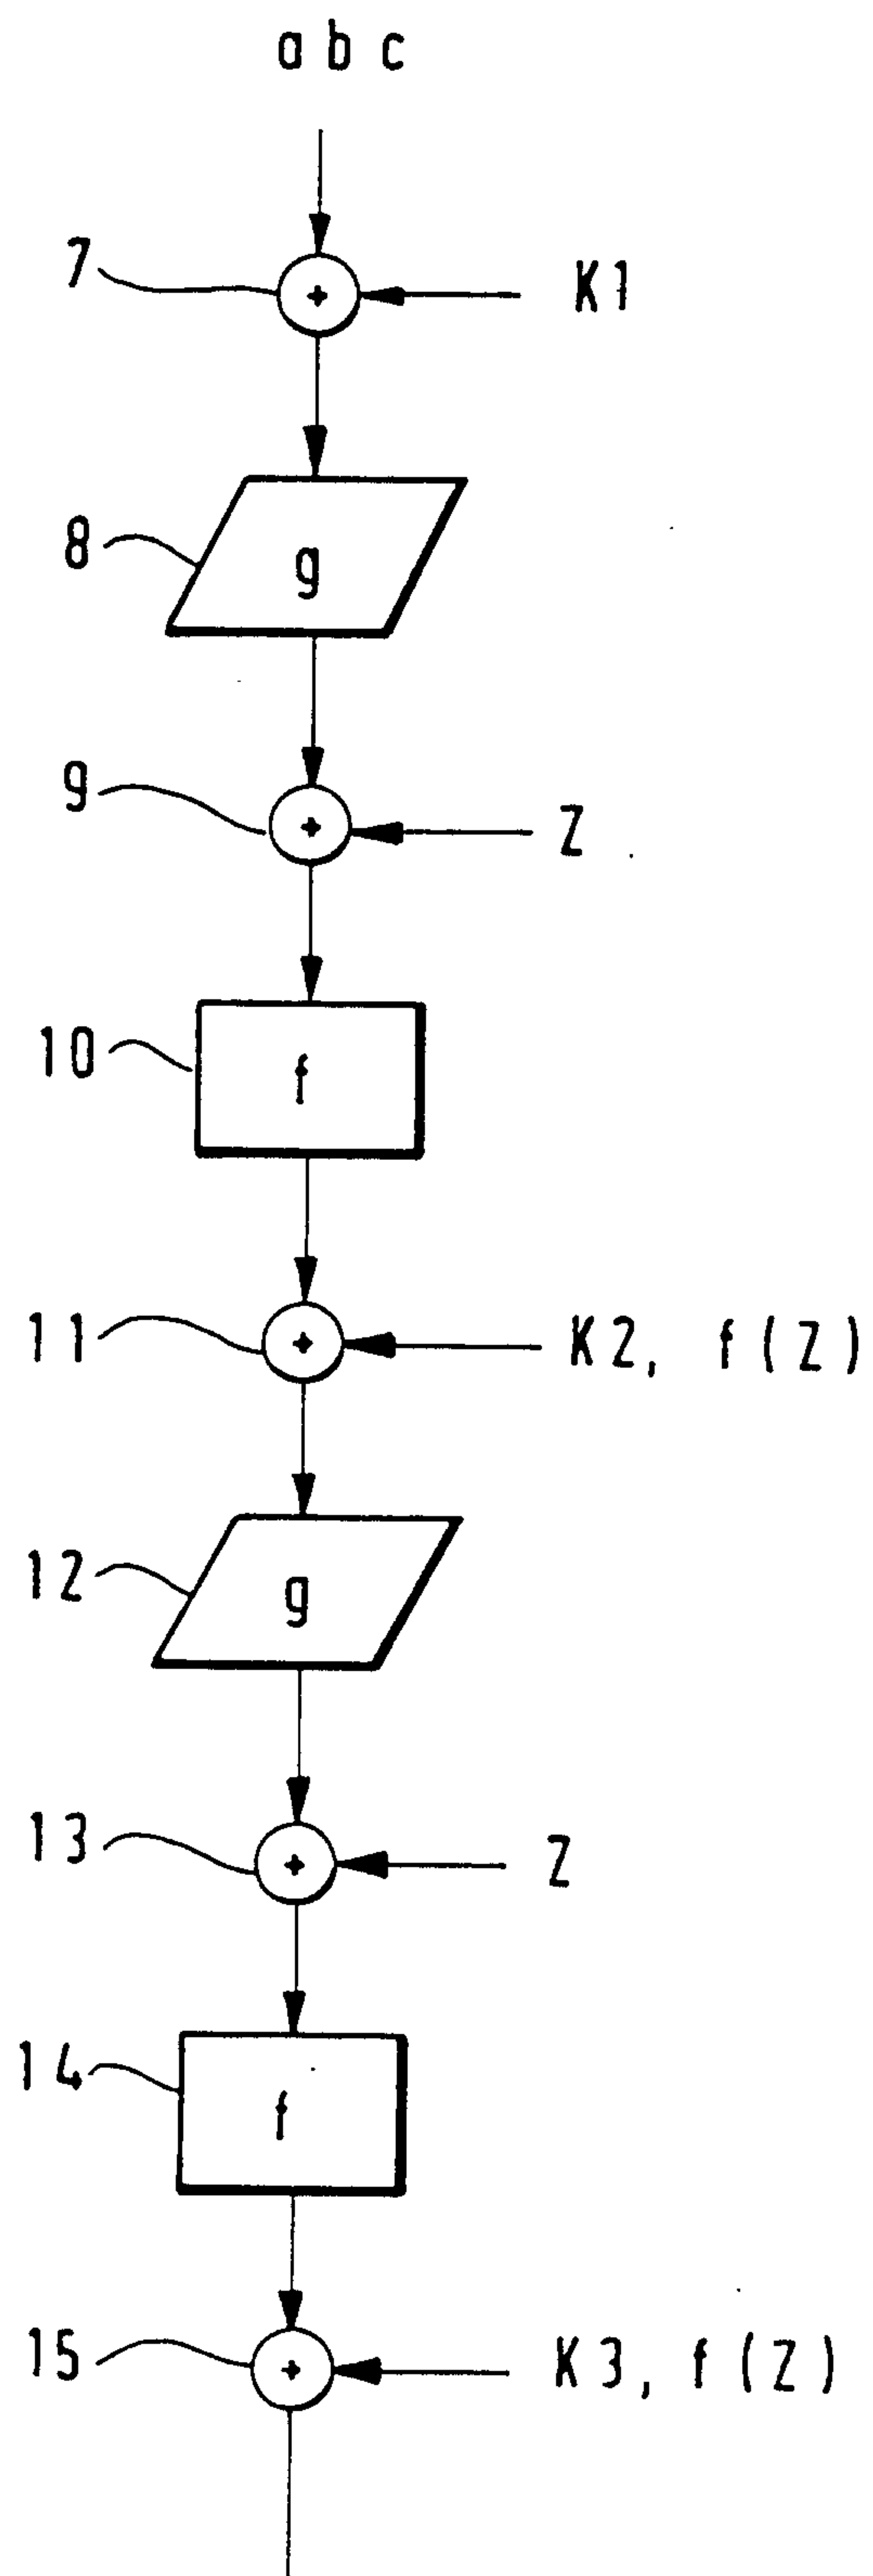 a b c
7 + K1
8 g
9 + Z
10 f
11 + K2, f(Z)
12 g
13 + Z
14 f
15 + K3, f(Z)